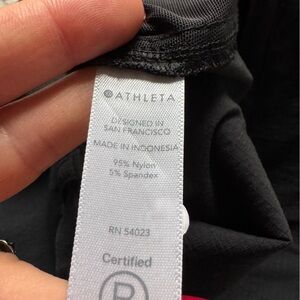 ATHLETA
DESIGNED IN
SAN FRANCISCO
MADE IN INDONESIA
95% Nylon
5% Spandex
RN 54023
Certified
B